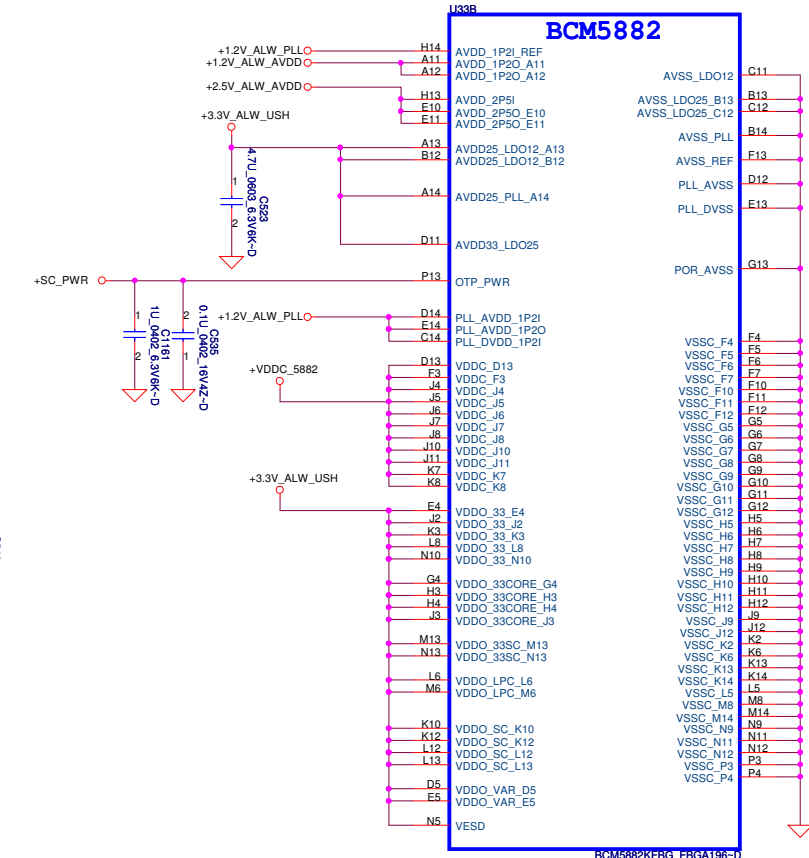 U33B
BCM5882
+1.2V_ALW_PLL
H14 AVDD_1P2I_REF
+1.2V_ALW_AVDD
A11 AVDD_1P2O_A11
A12 AVDD_1P2O_A12
AVSS_LDO12 C11
+2.5V_ALW_AVDD
H13 AVDD_2P5I
AVSS_LDO25_B13 B13
E10 AVDD_2P5O_E10
AVSS_LDO25_C12 C12
E11 AVDD_2P5O_E11
+3.3V_ALW_USH
AVSS_PLL B14
A13 AVDD25_LDO12_A13
B12 AVDD25_LDO12_B12
AVSS_REF F13
PLL_AVSS D12
A14 AVDD25_PLL_A14
PLL_DVSS E13
1
2
C523
4.7U_0603_6.3V6K~D
D11 AVDD33_LDO25
POR_AVSS G13
+SC_PWR
P13 OTP_PWR
1
2
C1161
1U_0402_6.3V6K~D
2
1
C535
0.1U_0402_16V4Z~D
+1.2V_ALW_PLL
D14 PLL_AVDD_1P2I
E14 PLL_AVDD_1P2O
C14 PLL_DVDD_1P2I
+VDDC_5882
D13 VDDC_D13
F3 VDDC_F3
J4 VDDC_J4
J5 VDDC_J5
J6 VDDC_J6
J7 VDDC_J7
J8 VDDC_J8
J10 VDDC_J10
J11 VDDC_J11
K7 VDDC_K7
K8 VDDC_K8
+3.3V_ALW_USH
E4 VDDO_33_E4
J2 VDDO_33_J2
K3 VDDO_33_K3
L8 VDDO_33_L8
N10 VDDO_33_N10
G4 VDDO_33CORE_G4
H3 VDDO_33CORE_H3
H4 VDDO_33CORE_H4
J3 VDDO_33CORE_J3
M13 VDDO_33SC_M13
N13 VDDO_33SC_N13
L6 VDDO_LPC_L6
M6 VDDO_LPC_M6
K10 VDDO_SC_K10
K12 VDDO_SC_K12
L12 VDDO_SC_L12
L13 VDDO_SC_L13
D5 VDDO_VAR_D5
E5 VDDO_VAR_E5
N5 VESD
VSSC_F4 F4
VSSC_F5 F5
VSSC_F6 F6
VSSC_F7 F7
VSSC_F10 F10
VSSC_F11 F11
VSSC_F12 F12
VSSC_G5 G5
VSSC_G6 G6
VSSC_G7 G7
VSSC_G8 G8
VSSC_G9 G9
VSSC_G10 G10
VSSC_G11 G11
VSSC_G12 G12
VSSC_H5 H5
VSSC_H6 H6
VSSC_H7 H7
VSSC_H8 H8
VSSC_H9 H9
VSSC_H10 H10
VSSC_H11 H11
VSSC_H12 H12
VSSC_J9 J9
VSSC_J12 J12
VSSC_K2 K2
VSSC_K6 K6
VSSC_K13 K13
VSSC_K14 K14
VSSC_L5 L5
VSSC_M8 M8
VSSC_M14 M14
VSSC_N9 N9
VSSC_N11 N11
VSSC_N12 N12
VSSC_P3 P3
VSSC_P4 P4
BCM5882KFBG_FBGA196~D